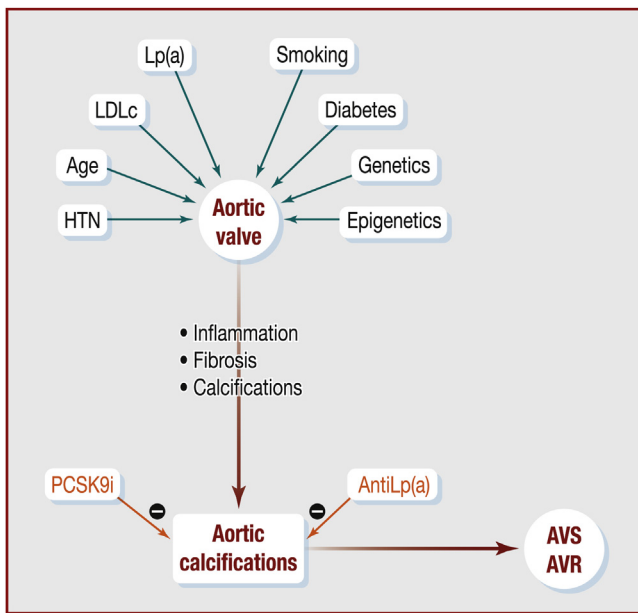 Lp(a)
Smoking
LDLc
Diabetes
Age
Genetics
HTN
Epigenetics
Aortic
valve
• Inflammation
• Fibrosis
• Calcifications
PCSK9i
AntiLp(a)
Aortic
calcifications
AVS
AVR